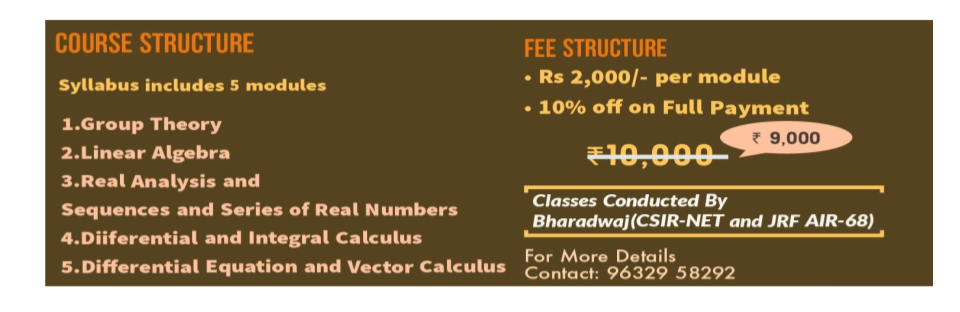 COURSE STRUCTURE
Syllabus includes 5 modules
1.Group Theory
2.Linear Algebra
3.Real Analysis and
Sequences and Series of Real Numbers
4.Diiferential and Integral Calculus
5.Differential Equation and Vector Calculus
FEE STRUCTURE
• Rs 2,000/- per module
• 10% off on Full Payment
₹10,000
₹ 9,000
Classes Conducted By
Bharadwaj(CSIR-NET and JRF AIR-68)
For More Details
Contact: 96329 58292